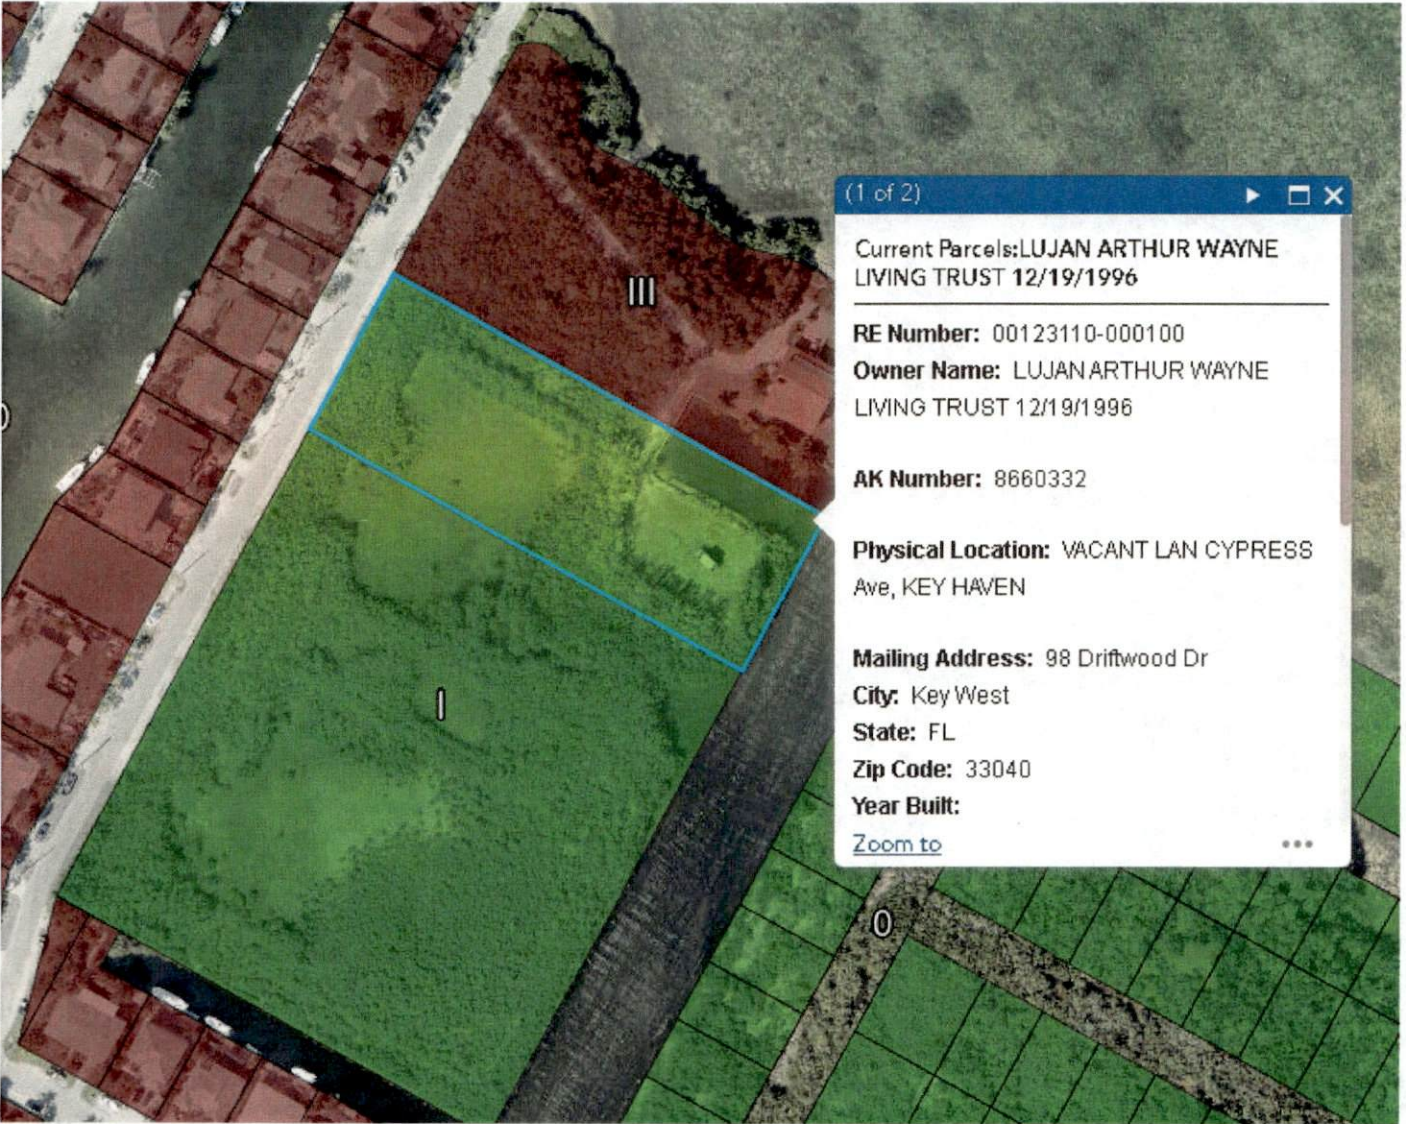 (1 of 2)
Current Parcels:LUJAN ARTHUR WAYNE
LIVING TRUST 12/19/1996
RE Number: 00123110-000100
Owner Name: LUJAN ARTHUR WAYNE
LIVING TRUST 12/19/1996
AK Number: 8660332
Physical Location: VACANT LAN CYPRESS
Ave, KEY HAVEN
Mailing Address: 98 Driftwood Dr
City: Key West
State: FL
Zip Code: 33040
Year Built:
Zoom to
III
I
0